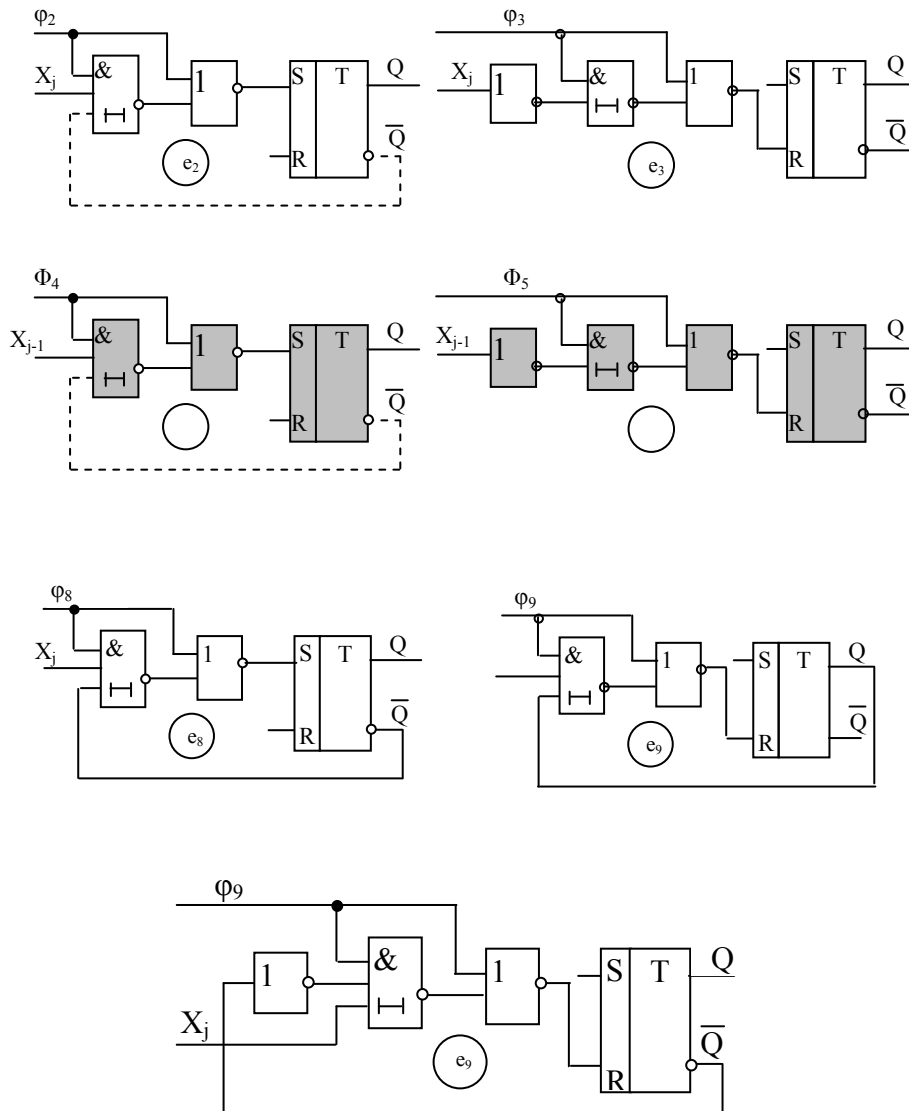 φ2 φ3
Xj & 1 S T Q Xj 1 & 1 S T Q
R Q̅ R Q̅
e2 e3
Φ4 Φ5
Xj-1 & 1 S T Q Xj-1 1 & 1 S T Q
R Q̅ R Q̅
φ8 φ9
Xj & 1 S T Q & 1 S T Q
R Q̅ R Q̅
e8 e9
φ9
1 & 1 S T Q
Xj R Q̅
e9